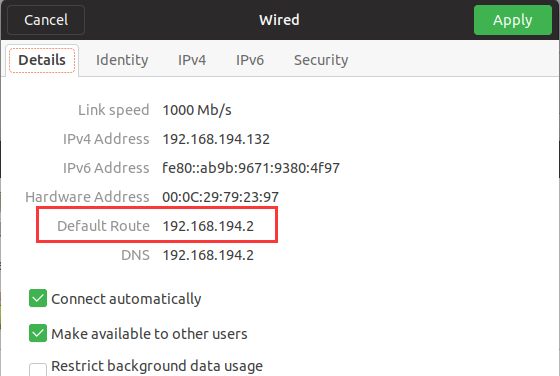 Cancel Wired Apply
Details Identity IPv4 IPv6 Security
Link speed 1000 Mb/s
IPv4 Address 192.168.194.132
IPv6 Address fe80::ab9b:9671:9380:4f97
Hardware Address 00:0C:29:79:23:97
Default Route 192.168.194.2
DNS 192.168.194.2
Connect automatically
Make available to other users
Restrict background data usage